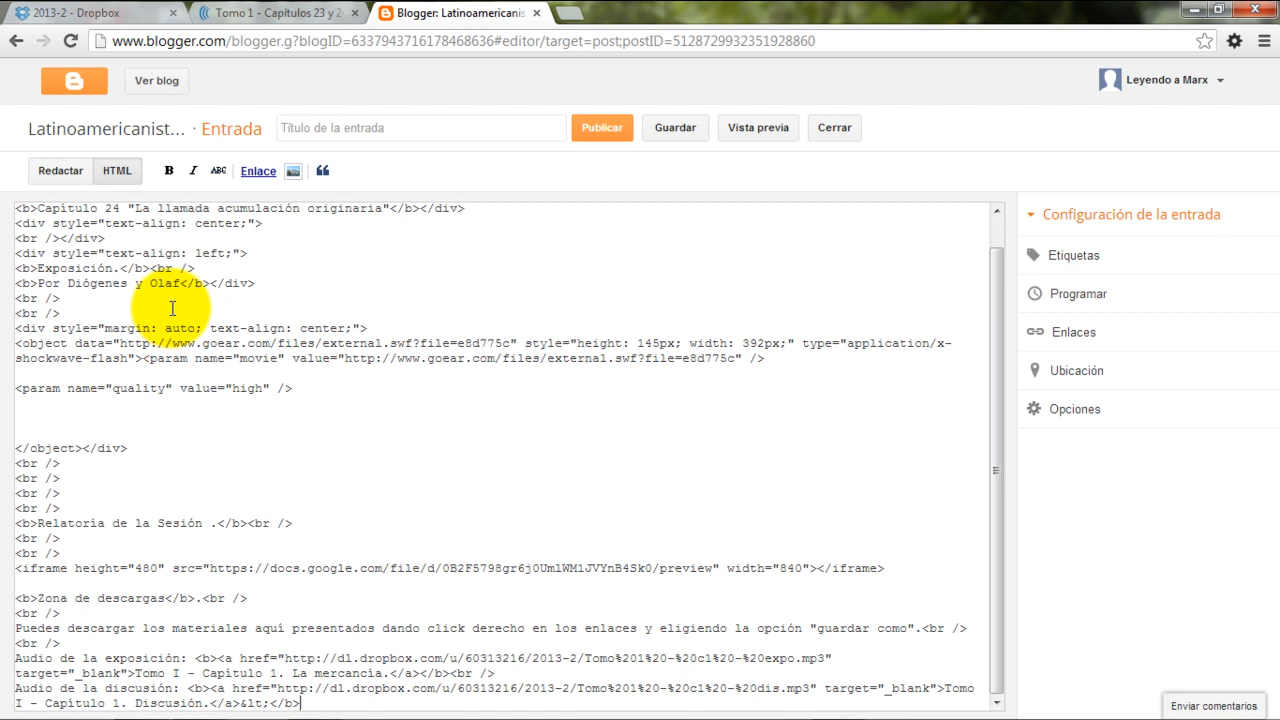 2013-2 - Dropbox
Tomo 1 - Capítulos 23 y 24
Blogger: Latinoamericanis
www.blogger.com/blogger.g?blogID=6337943716178468636#editor/target=post;postID=5128729932351928860
Ver blog
Leyendo a Marx
Latinoamericanist... · Entrada
Título de la entrada
Publicar
Guardar
Vista previa
Cerrar
Redactar
HTML
B
I
ABC
Enlace
<b>Capítulo 24 "La llamada acumulación originaria"</b></div>
<div style="text-align: center;">
<br /></div>
<div style="text-align: left;">
<b>Exposición.</b><br />
<b>Por Diógenes y Olaf</b></div>
<br />
<br />
<div style="margin: auto; text-align: center;">
<object data="http://www.goear.com/files/external.swf?file=e8d775c" style="height: 145px; width: 392px;" type="application/x-
shockwave-flash"><param name="movie" value="http://www.goear.com/files/external.swf?file=e8d775c" />
<param name="quality" value="high" />
</object></div>
<br />
<br />
<br />
<br />
<b>Relatoría de la Sesión .</b><br />
<br />
<br />
<iframe height="480" src="https://docs.google.com/file/d/0B2F5798gr6j0UmlWM1JVYnB4Sk0/preview" width="840"></iframe>
<b>Zona de descargas</b>.<br />
<br />
Puedes descargar los materiales aquí presentados dando click derecho en los enlaces y eligiendo la opción "guardar como".<br />
<br />
Audio de la exposición: <b><a href="http://dl.dropbox.com/u/60313216/2013-2/Tomo%201%20-%20c1%20-%20expo.mp3"
target="_blank">Tomo I - Capítulo 1. La mercancía.</a></b><br />
Audio de la discusión: <b><a href="http://dl.dropbox.com/u/60313216/2013-2/Tomo%201%20-%20c1%20-%20dis.mp3" target="_blank">Tomo
I - Capítulo 1. Discusión.</a>&lt;</b>
Configuración de la entrada
Etiquetas
Programar
Enlaces
Ubicación
Opciones
Enviar comentarios